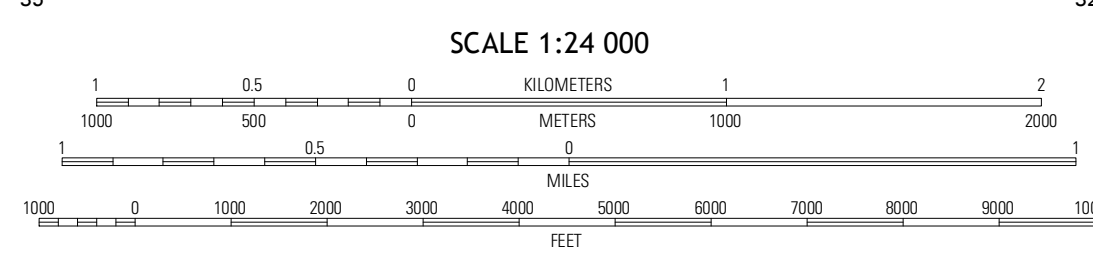 SCALE 1:24 000
1 0.5 0 KILOMETERS 1 2
1000 500 0 METERS 1000 2000
1 0.5 0 1
MILES
1000 0 1000 2000 3000 4000 5000 6000 7000 8000 9000
FEET